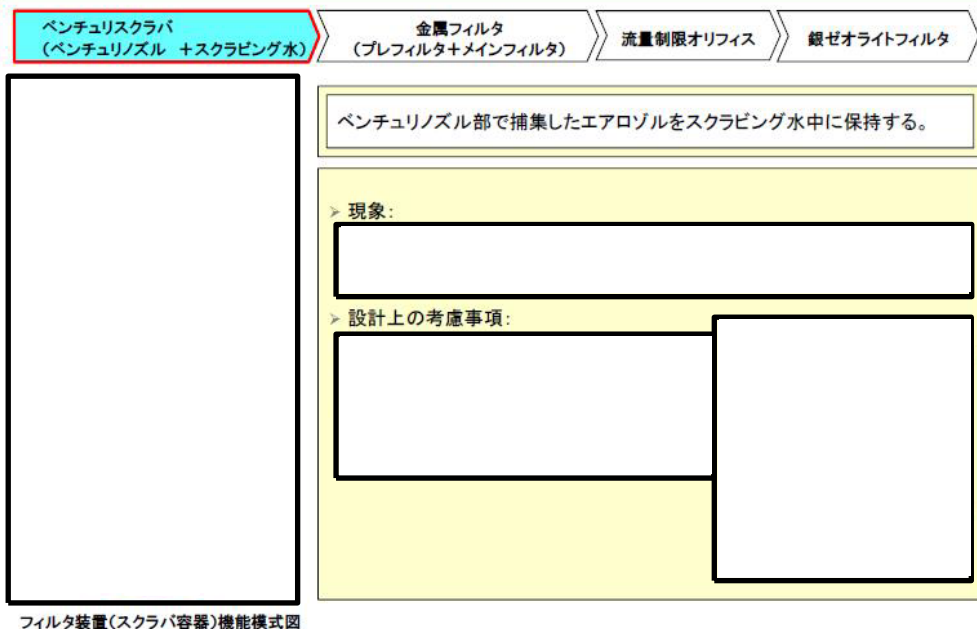 ベンチュリスクラバ
(ベンチュリノズル +スクラビング水)
金属フィルタ
(プレフィルタ+メインフィルタ)
流量制限オリフィス
銀ゼオライトフィルタ
ベンチュリノズル部で捕集したエアロゾルをスクラビング水中に保持する。
➢ 現象:
➢ 設計上の考慮事項:
フィルタ装置(スクラバ容器)機能模式図